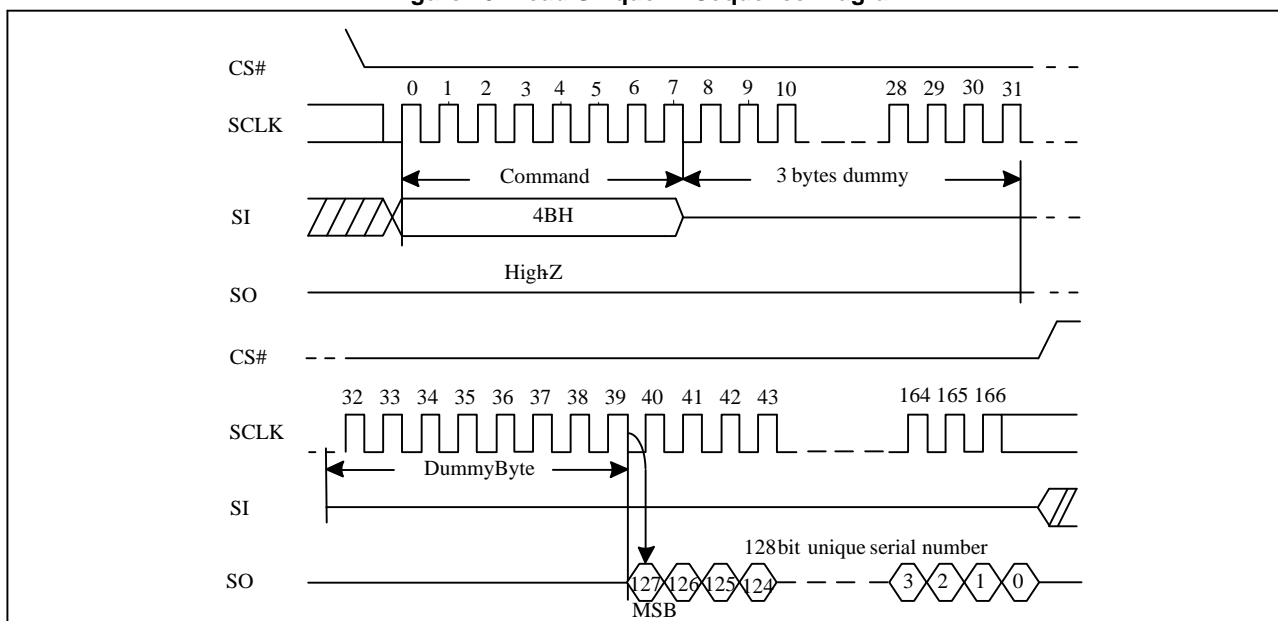 CS#
0 1 2 3 4 5 6 7 8 9 10 28 29 30 31
SCLK
Command 3 bytes dummy
SI 4BH
High-Z
SO
CS#
32 33 34 35 36 37 38 39 40 41 42 43 164 165 166
SCLK
DummyByte
SI
128bit unique serial number
SO 127 126 125 124 3 2 1 0
MSB